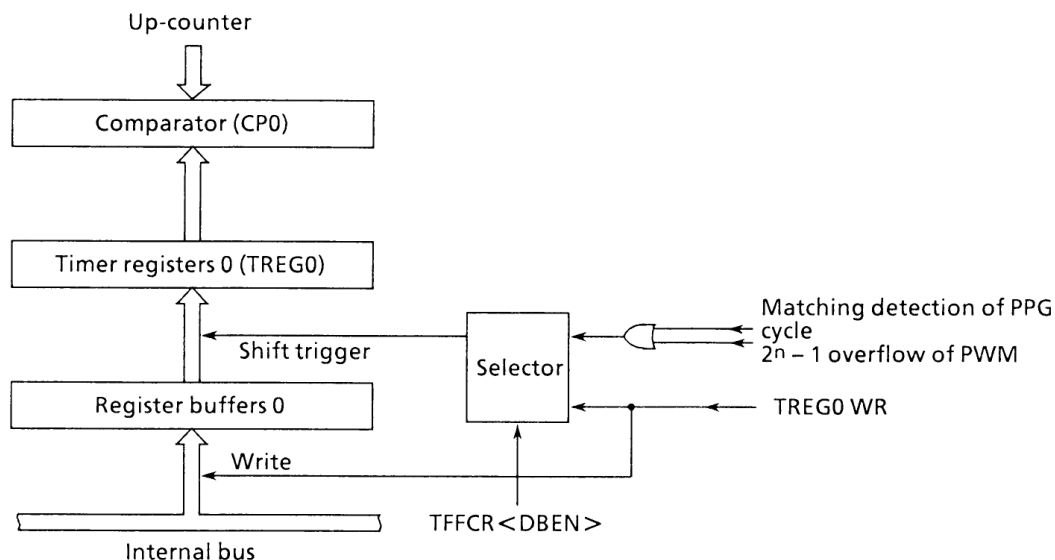 Up-counter
Comparator (CP0)
Timer registers 0 (TREG0)
Matching detection of PPG
cycle
2ⁿ – 1 overflow of PWM
Shift trigger
Selector
Register buffers 0
TREG0 WR
Write
TFFCR<DBEN>
Internal bus